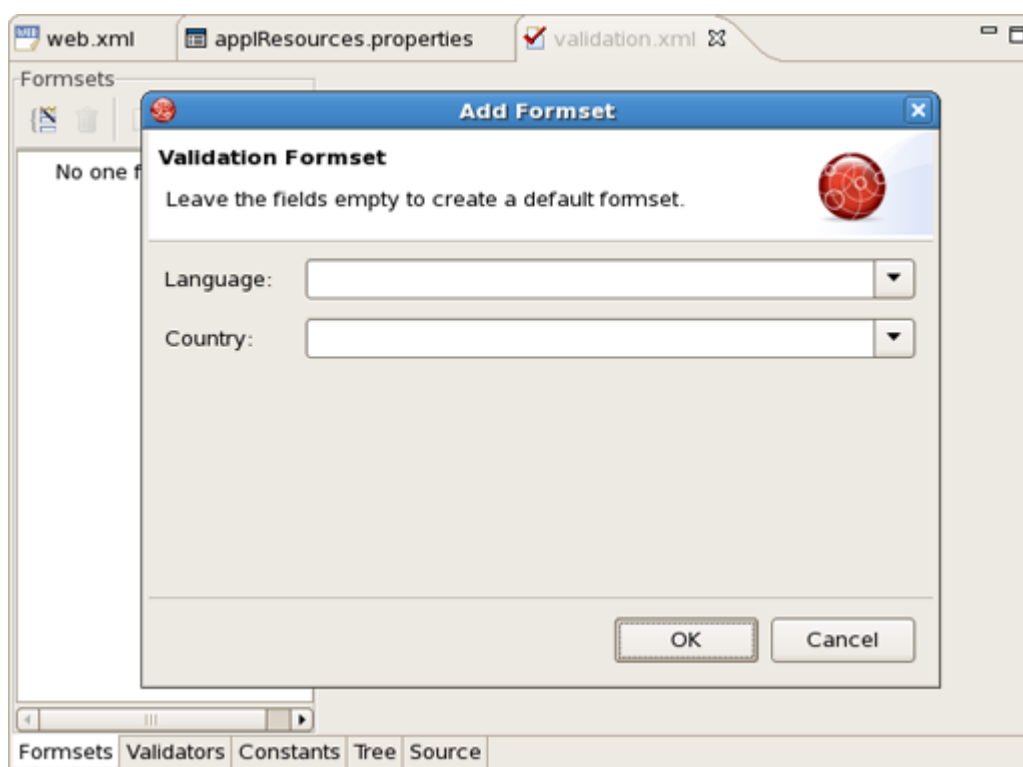 web.xml
applResources.properties
validation.xml
Formsets
Add Formset
No one f
Validation Formset
Leave the fields empty to create a default formset.
Language:
Country:
OK
Cancel
Formsets
Validators
Constants
Tree
Source